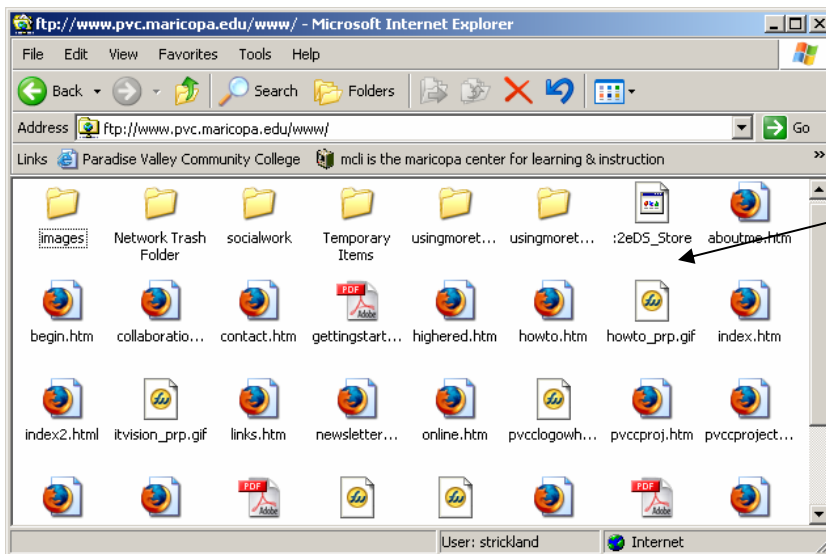 ftp://www.pvc.maricopa.edu/www/ - Microsoft Internet Explorer
File Edit View Favorites Tools Help
Back Search Folders
Address ftp://www.pvc.maricopa.edu/www/ Go
Links Paradise Valley Community College mcli is the maricopa center for learning & instruction »
images Network Trash Folder socialwork Temporary Items usingmoret... usingmoret... :2eDS_Store aboutme.htm
begin.htm collaboratio... contact.htm gettingstart... highered.htm howto.htm howto_prp.gif index.htm
index2.html itvision_prp.gif links.htm newsletter... online.htm pvcclogowh... pvccproj.htm pvccproject...
User: strickland Internet